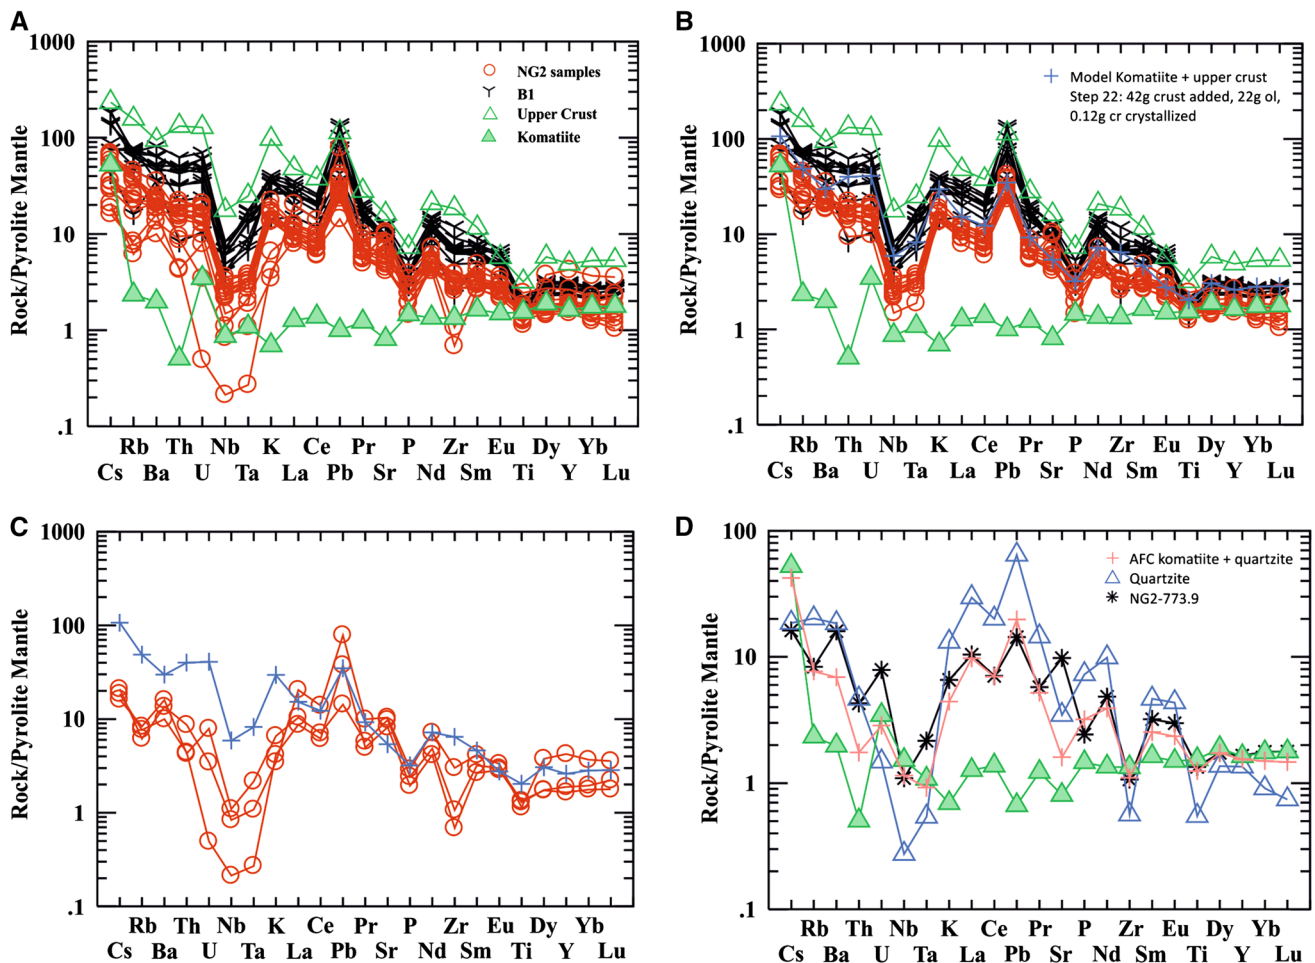 A
1000
100
10
1
.1
Rock/Pyrolite Mantle
NG2 samples
B1
Upper Crust
Komatiite
Rb Th Nb K Ce Pr P Zr Eu Dy Yb
Cs Ba U Ta La Pb Sr Nd Sm Ti Y Lu
B
1000
100
10
1
.1
Rock/Pyrolite Mantle
Model Komatiite + upper crust
Step 22: 42g crust added, 22g ol,
0.12g cr crystallized
Rb Th Nb K Ce Pr P Zr Eu Dy Yb
Cs Ba U Ta La Pb Sr Nd Sm Ti Y Lu
C
1000
100
10
1
.1
Rock/Pyrolite Mantle
Rb Th Nb K Ce Pr P Zr Eu Dy Yb
Cs Ba U Ta La Pb Sr Nd Sm Ti Y Lu
D
100
10
1
.1
Rock/Pyrolite Mantle
AFC komatiite + quartzite
Quartzite
NG2-773.9
Rb Th Nb K Ce Pr P Zr Eu Dy Yb
Cs Ba U Ta La Pb Sr Nd Sm Ti Y Lu